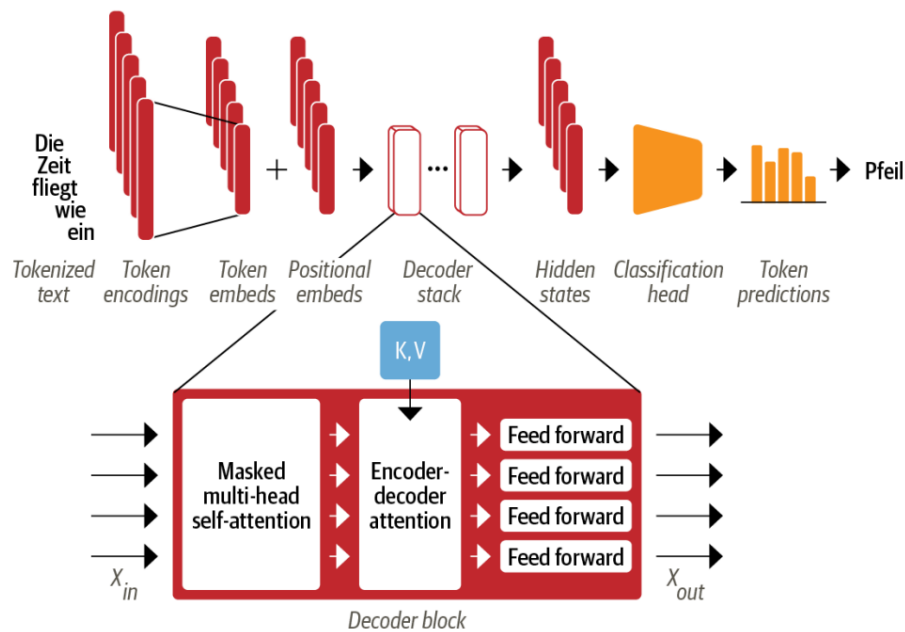 Die
Zeit
fliegt
wie
ein
+
...
Pfeil
Tokenized
text
Token
encodings
Token
embeds
Positional
embeds
Decoder
stack
Hidden
states
Classification
head
Token
predictions
K, V
Masked
multi-head
self-attention
Encoder-
decoder
attention
Feed forward
Feed forward
Feed forward
Feed forward
X in
X out
Decoder block